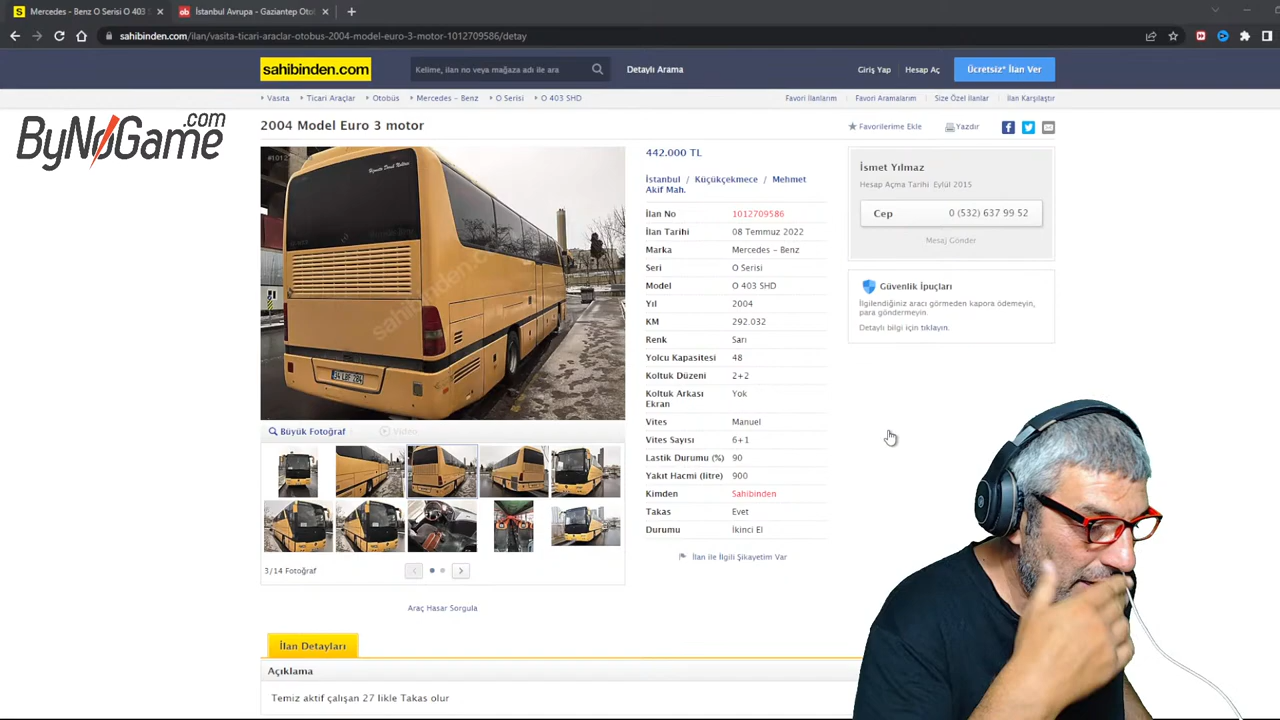 Mercedes - Benz O Serisi O 403
İstanbul Avrupa - Gaziantep Oto
sahibinden.com/ilan/vasita-ticari-araclar-otobus-2004-model-euro-3-motor-1012709586/detay
sahibinden.com
Kelime, ilan no veya mağaza adı ile ara
Detaylı Arama
Giriş Yap
Hesap Aç
Ücretsiz* İlan Ver
Vasıta
Ticari Araçlar
Otobüs
Mercedes - Benz
O Serisi
O 403 SHD
Favori İlanlarım
Favori Aramalarım
Size Özel İlanlar
İlan Karşılaştır
ByNoGame.com
2004 Model Euro 3 motor
Favorilerime Ekle
Yazdır
442.000 TL
İstanbul / Küçükçekmece / Mehmet
Akif Mah.
İlan No 1012709586
İlan Tarihi 08 Temmuz 2022
Marka Mercedes - Benz
Seri O Serisi
Model O 403 SHD
Yıl 2004
KM 292.032
Renk Sarı
Yolcu Kapasitesi 48
Koltuk Düzeni 2+2
Koltuk Arkası Yok
Ekran
Vites Manuel
Vites Sayısı 6+1
Lastik Durumu (%) 90
Yakıt Hacmi (litre) 900
Kimden Sahibinden
Takas Evet
Durumu İkinci El
İlan ile İlgili Şikayetim Var
İsmet Yılmaz
Hesap Açma Tarihi Eylül 2015
Cep 0 (532) 637 99 52
Mesaj Gönder
Güvenlik İpuçları
İlgilendiğiniz aracı görmeden kapora ödemeyin,
para göndermeyin.
Detaylı bilgi için tıklayın.
sahibinden.com
Büyük Fotoğraf
Video
3/14 Fotoğraf
Araç Hasar Sorgula
İlan Detayları
Açıklama
Temiz aktif çalışan 27 likle Takas olur